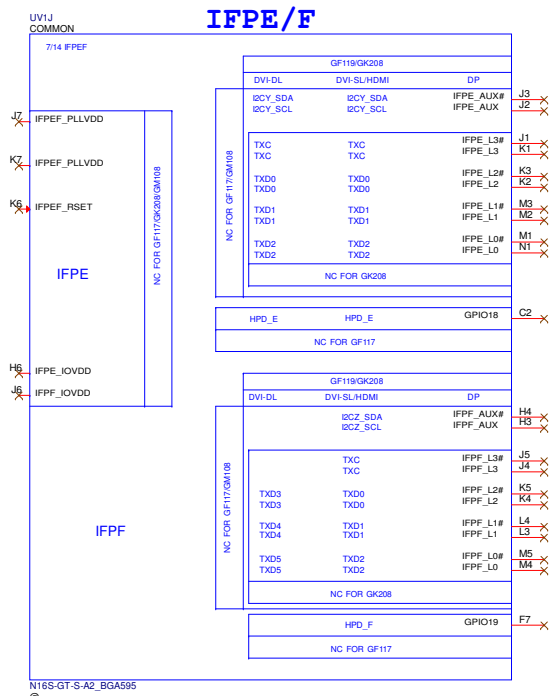 IFPE/F
UV1J
COMMON
7/14 IFPEF
GF119/GK208
DVI-DL DVI-SL/HDMI DP
I2CY_SDA I2CY_SDA IFPE_AUX# J3
I2CY_SCL I2CY_SCL IFPE_AUX J2
J7 IFPEF_PLLVDD
TXC TXC IFPE_L3# J1
TXC TXC IFPE_L3 K1
K7 IFPEF_PLLVDD
TXD0 TXD0 IFPE_L2# K3
TXD0 TXD0 IFPE_L2 K2
K6 IFPEF_RSET
TXD1 TXD1 IFPE_L1# M3
TXD1 TXD1 IFPE_L1 M2
TXD2 TXD2 IFPE_L0# M1
TXD2 TXD2 IFPE_L0 N1
NC FOR GF117/GK208/GM108
NC FOR GF117/GM108
IFPE
NC FOR GK208
HPD_E HPD_E GPIO18 C2
NC FOR GF117
H6 IFPE_IOVDD
J6 IFPF_IOVDD
GF119/GK208
DVI-DL DVI-SL/HDMI DP
I2CZ_SDA IFPF_AUX# H4
I2CZ_SCL IFPF_AUX H3
TXC IFPF_L3# J5
TXC IFPF_L3 J4
TXD3 TXD0 IFPF_L2# K5
TXD3 TXD0 IFPF_L2 K4
TXD4 TXD1 IFPF_L1# L4
TXD4 TXD1 IFPF_L1 L3
TXD5 TXD2 IFPF_L0# M5
TXD5 TXD2 IFPF_L0 M4
NC FOR GF117/GM108
IFPF
NC FOR GK208
HPD_F GPIO19 F7
NC FOR GF117
N16S-GT-S-A2_BGA595
@